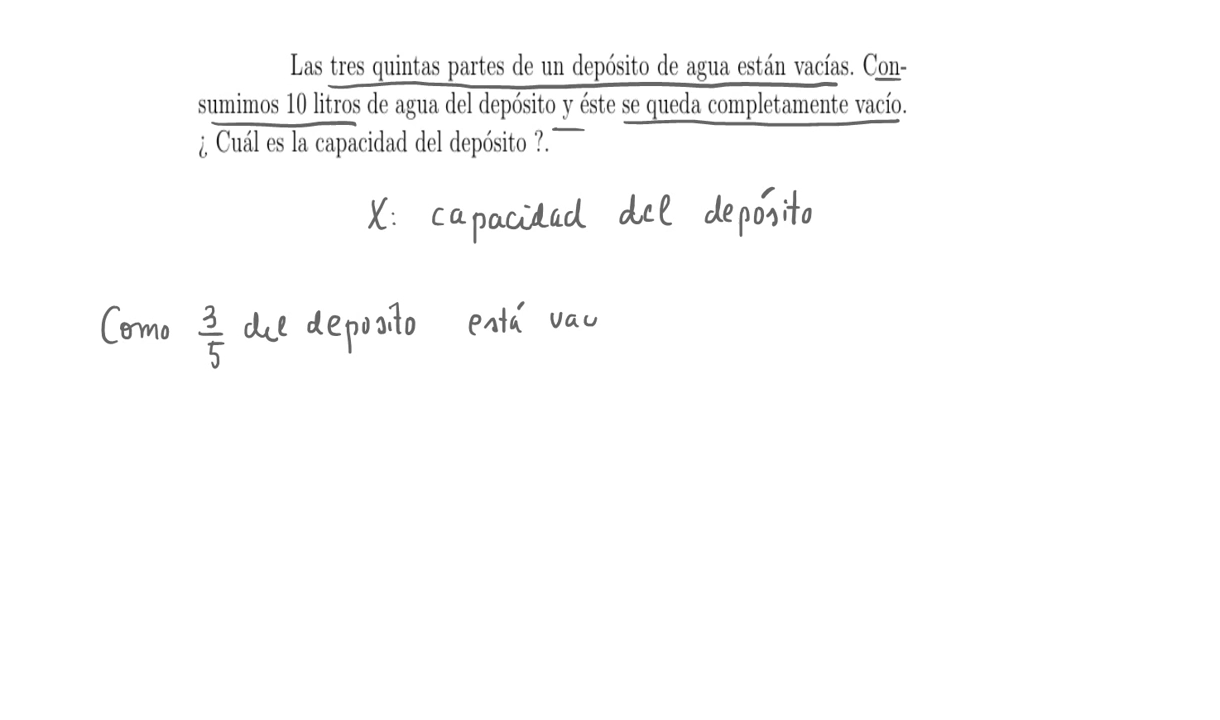 Las tres quintas partes de un depósito de agua están vacías. Con-
sumimos 10 litros de agua del depósito y éste se queda completamente vacío.
¿ Cuál es la capacidad del depósito ?.
X: capacidad del depósito
Como 3/5 del deposito está vac